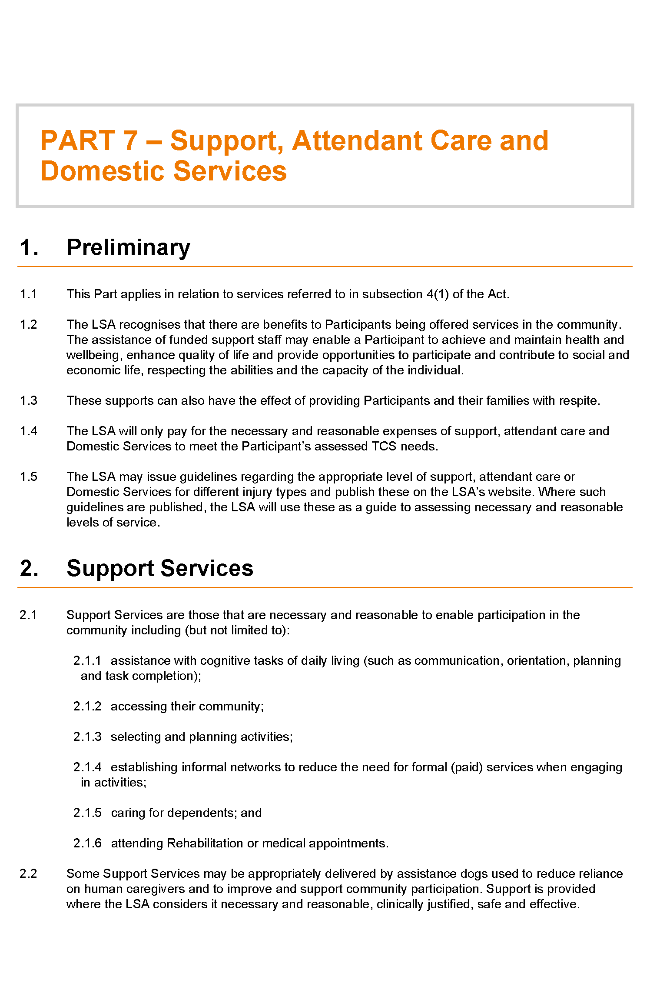 PART 7 – Support, Attendant Care and
Domestic Services
1. Preliminary
1.1 This Part applies in relation to services referred to in subsection 4(1) of the Act.
1.2 The LSA recognises that there are benefits to Participants being offered services in the community.
The assistance of funded support staff may enable a Participant to achieve and maintain health and
wellbeing, enhance quality of life and provide opportunities to participate and contribute to social and
economic life, respecting the abilities and the capacity of the individual.
1.3 These supports can also have the effect of providing Participants and their families with respite.
1.4 The LSA will only pay for the necessary and reasonable expenses of support, attendant care and
Domestic Services to meet the Participant’s assessed TCS needs.
1.5 The LSA may issue guidelines regarding the appropriate level of support, attendant care or
Domestic Services for different injury types and publish these on the LSA’s website. Where such
guidelines are published, the LSA will use these as a guide to assessing necessary and reasonable
levels of service.
2. Support Services
2.1 Support Services are those that are necessary and reasonable to enable participation in the
community including (but not limited to):
2.1.1 assistance with cognitive tasks of daily living (such as communication, orientation, planning
and task completion);
2.1.2 accessing their community;
2.1.3 selecting and planning activities;
2.1.4 establishing informal networks to reduce the need for formal (paid) services when engaging
in activities;
2.1.5 caring for dependents; and
2.1.6 attending Rehabilitation or medical appointments.
2.2 Some Support Services may be appropriately delivered by assistance dogs used to reduce reliance
on human caregivers and to improve and support community participation. Support is provided
where the LSA considers it necessary and reasonable, clinically justified, safe and effective.